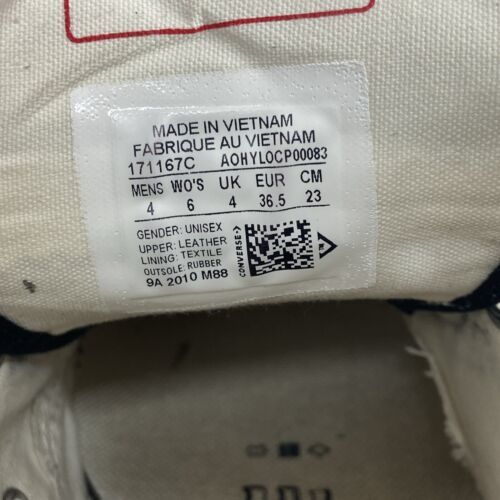 MADE IN VIETNAM
FABRIQUE AU VIETNAM
171167C AOHYLOCP00083
MENS WO'S UK EUR CM
4 6 4 36.5 23
GENDER: UNISEX
UPPER: LEATHER
LINING: TEXTILE
OUTSOLE: RUBBER
9A 2010 M88
CONVERSE